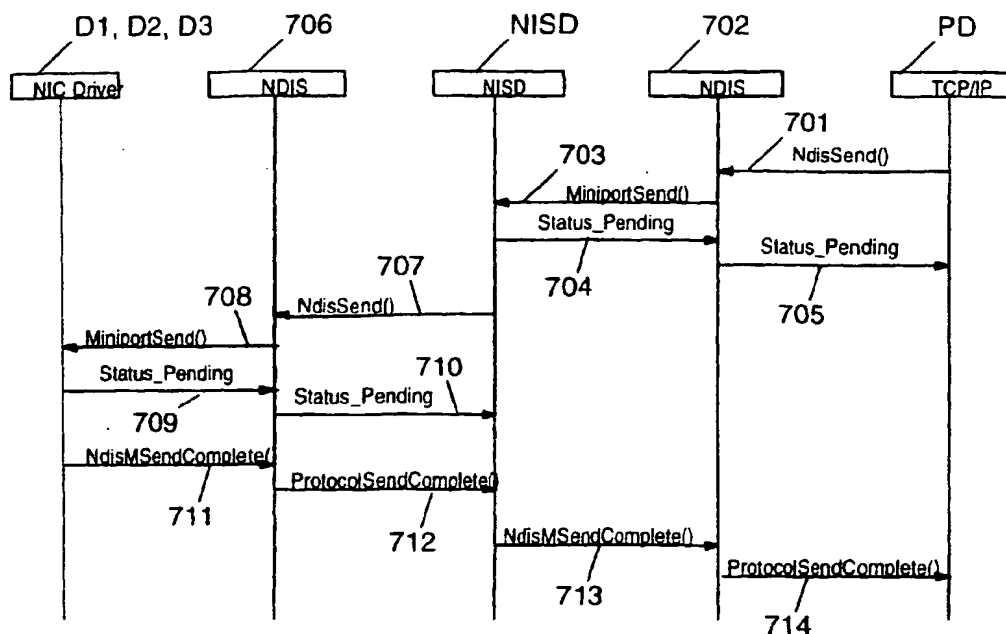 D1, D2, D3 706 NISD 702 PD
NIC Driver NDIS NISD NDIS TCP/IP
701
NdisSend()
703
MiniportSend()
Status_Pending
704
Status_Pending
705
707
NdisSend()
708
MiniportSend()
Status_Pending
709
710
Status_Pending
NdisMSendComplete()
711
ProtocolSendComplete()
712
NdisMSendComplete()
713
ProtocolSendComplete()
714